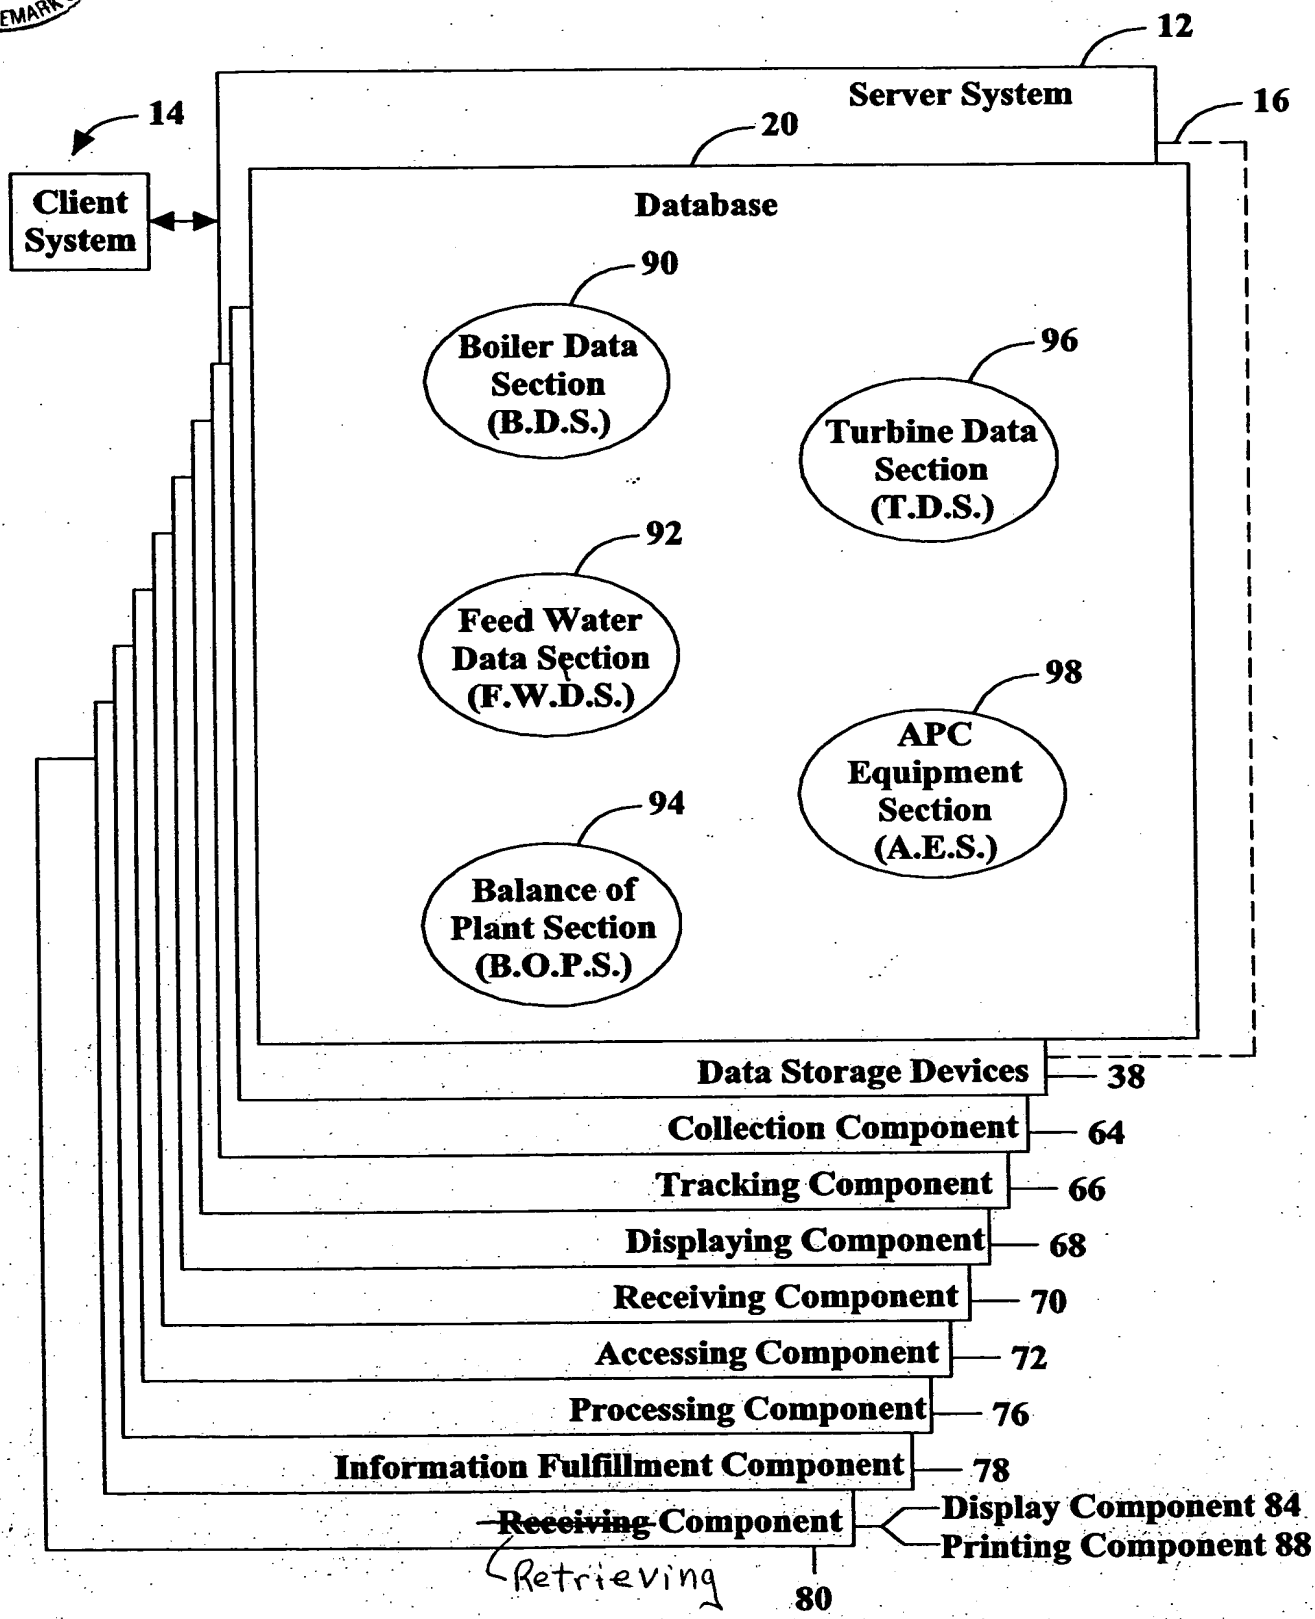 EMARK
12
Server System
16
14
20
Client
System
Database
90
Boiler Data
Section
(B.D.S.)
96
Turbine Data
Section
(T.D.S.)
92
Feed Water
Data Section
(F.W.D.S.)
98
APC
Equipment
Section
(A.E.S.)
94
Balance of
Plant Section
(B.O.P.S.)
Data Storage Devices 38
Collection Component 64
Tracking Component 66
Displaying Component 68
Receiving Component 70
Accessing Component 72
Processing Component 76
Information Fulfillment Component 78
Receiving Component
Display Component 84
Printing Component 88
Retrieving
80